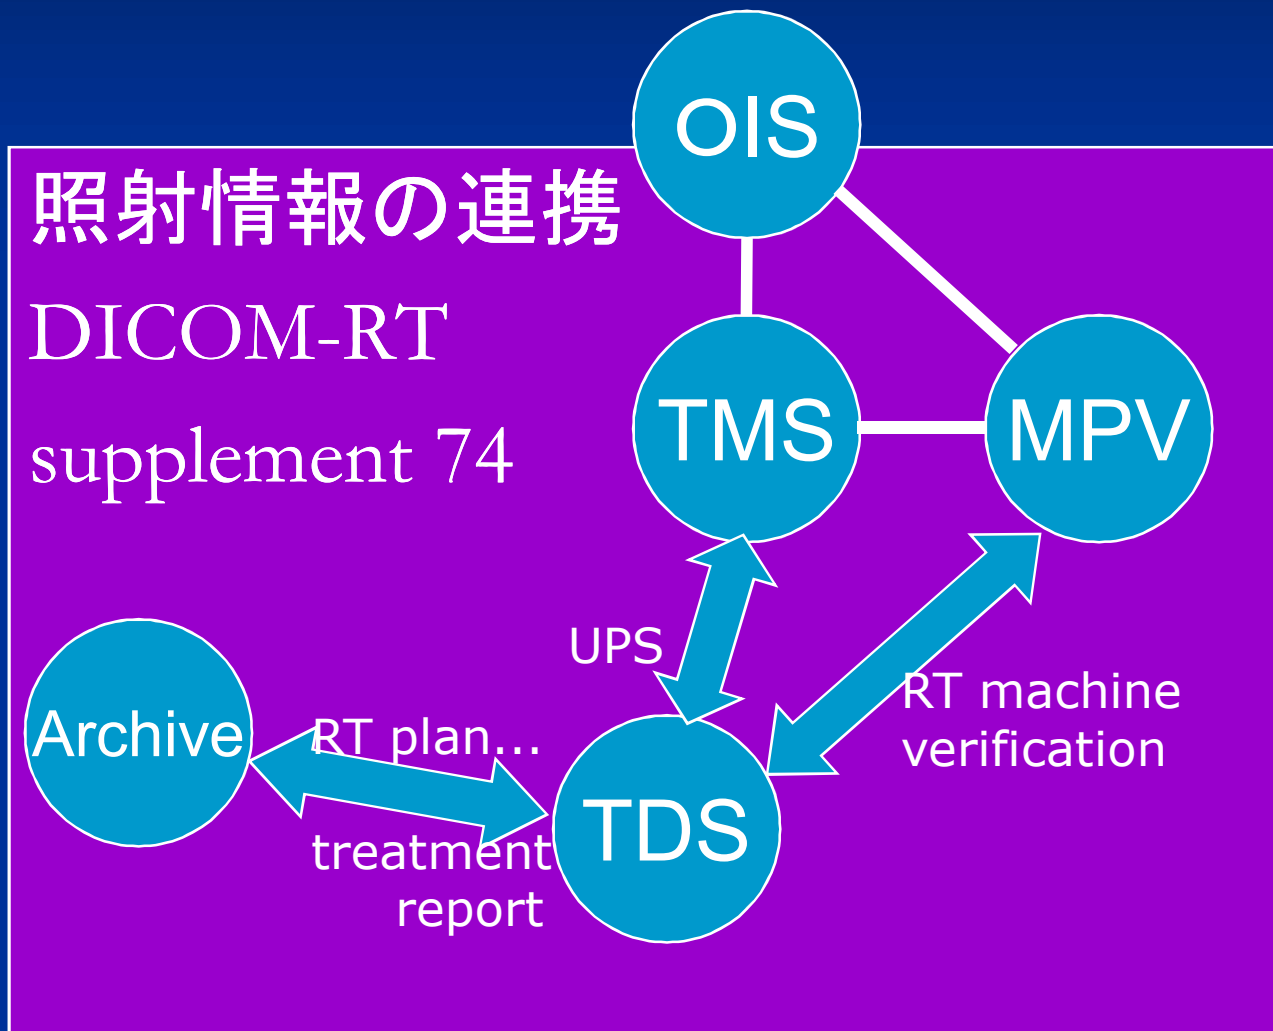 OIS
照射情報の連携
DICOM-RT
supplement 74
TMS
MPV
UPS
RT machine
verification
Archive
RT plan...
TDS
treatment
report